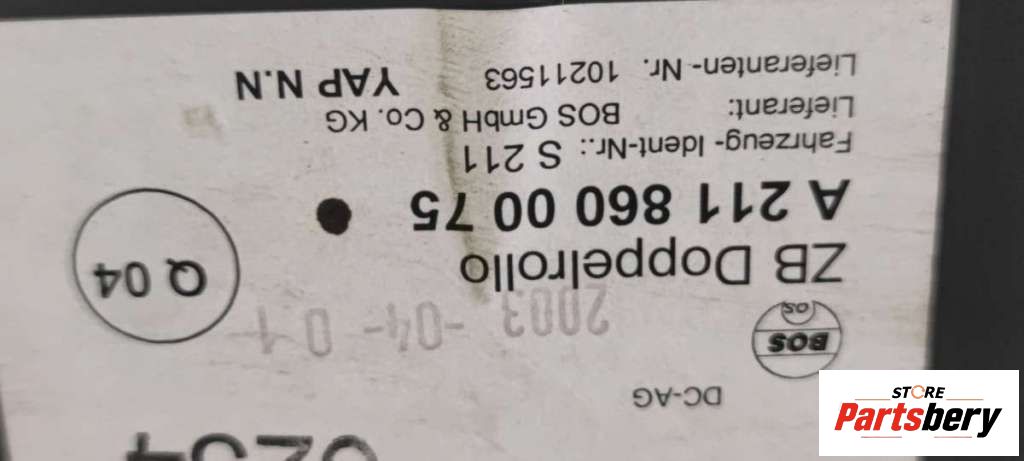 DC-AG
BOS
2003 -04- 01
ZB Doppelrollo
Q 04
A 211 860 00 75
Fahrzeug- Ident-Nr.: S 211
Lieferant: BOS GmbH & Co. KG
Lieferanten- Nr. 10211563 YAP N.N
STORE
Partsbery